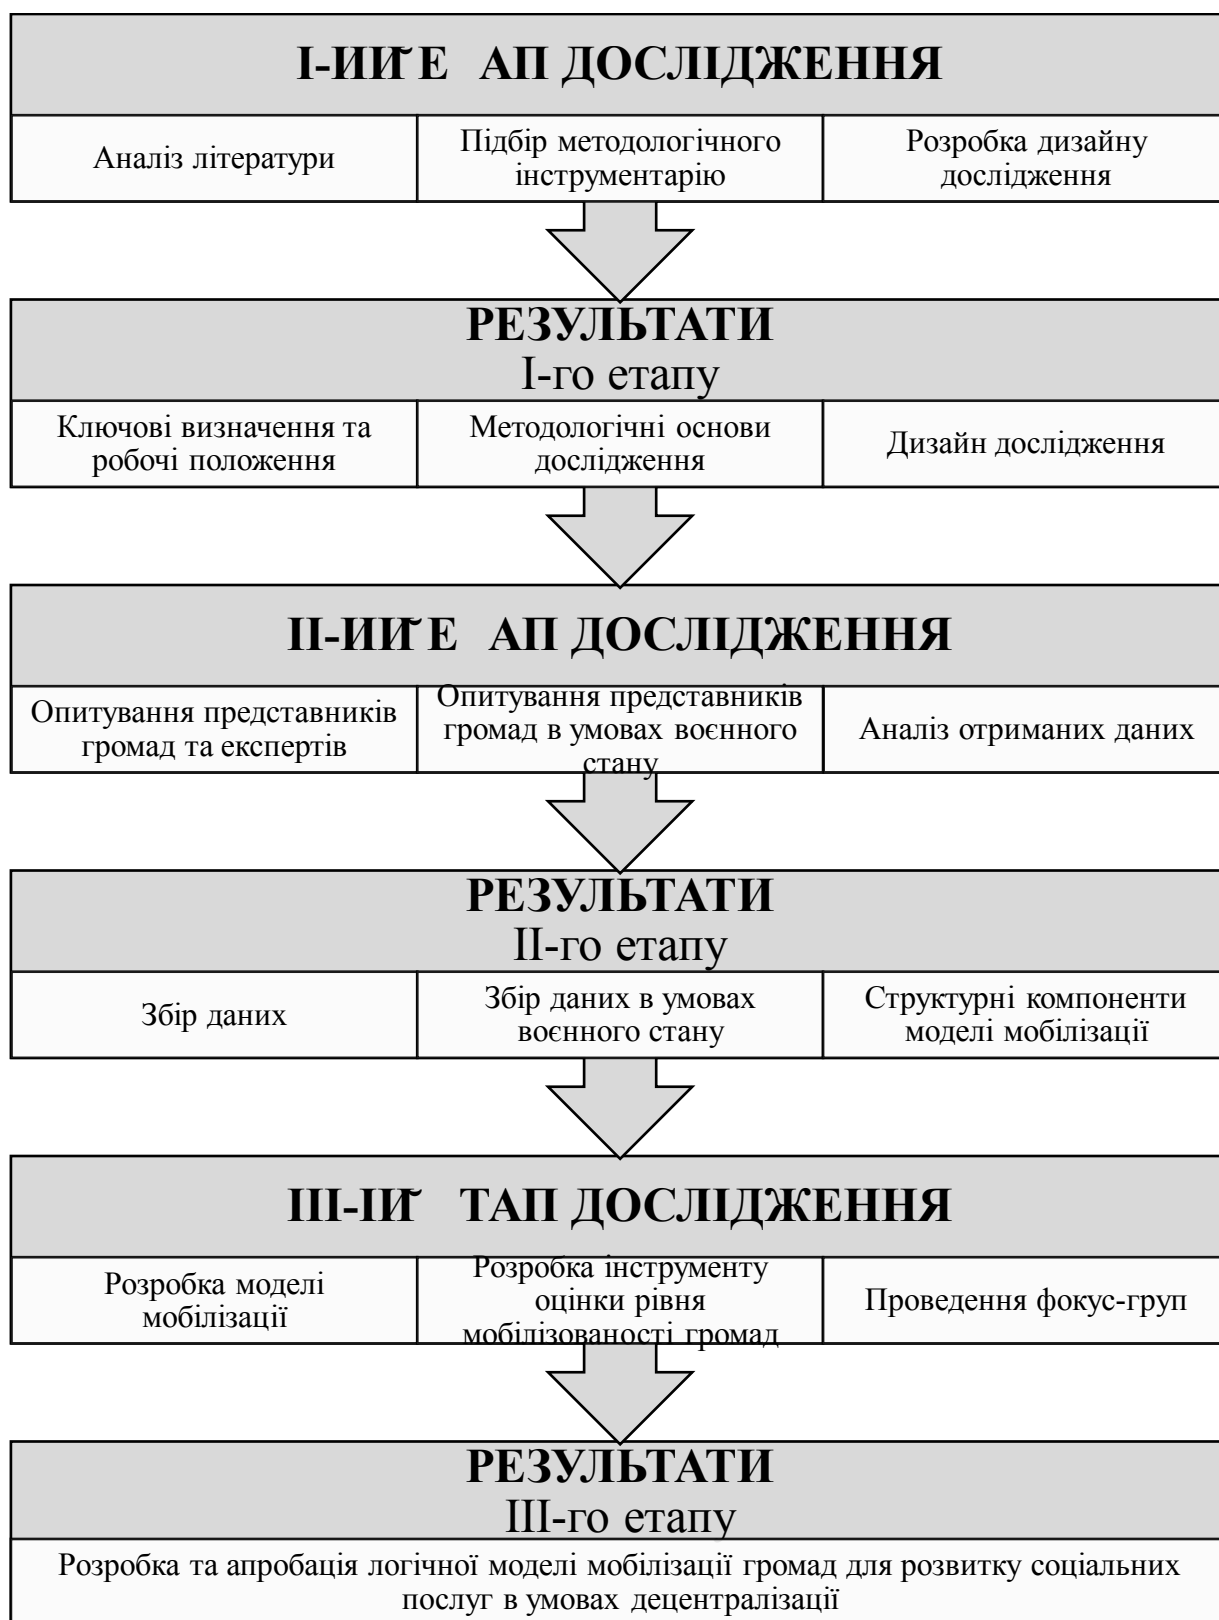 І-ИЙ Е АП ДОСЛІДЖЕННЯ
Аналіз літератури
Підбір методологічного
інструментарію
Розробка дизайну
дослідження
РЕЗУЛЬТАТИ
І-го етапу
Ключові визначення та
робочі положення
Методологічні основи
дослідження
Дизайн дослідження
ІІ-ИЙ Е АП ДОСЛІДЖЕННЯ
Опитування представників
громад та експертів
Опитування представників
громад в умовах воєнного
стану
Аналіз отриманих даних
РЕЗУЛЬТАТИ
ІІ-го етапу
Збір даних
Збір даних в умовах
воєнного стану
Структурні компоненти
моделі мобілізації
ІІІ-ІЙ ТАП ДОСЛІДЖЕННЯ
Розробка моделі
мобілізації
Розробка інструменту
оцінки рівня
мобілізованості громад
Проведення фокус-груп
РЕЗУЛЬТАТИ
ІІІ-го етапу
Розробка та апробація логічної моделі мобілізації громад для розвитку соціальних
послуг в умовах децентралізації